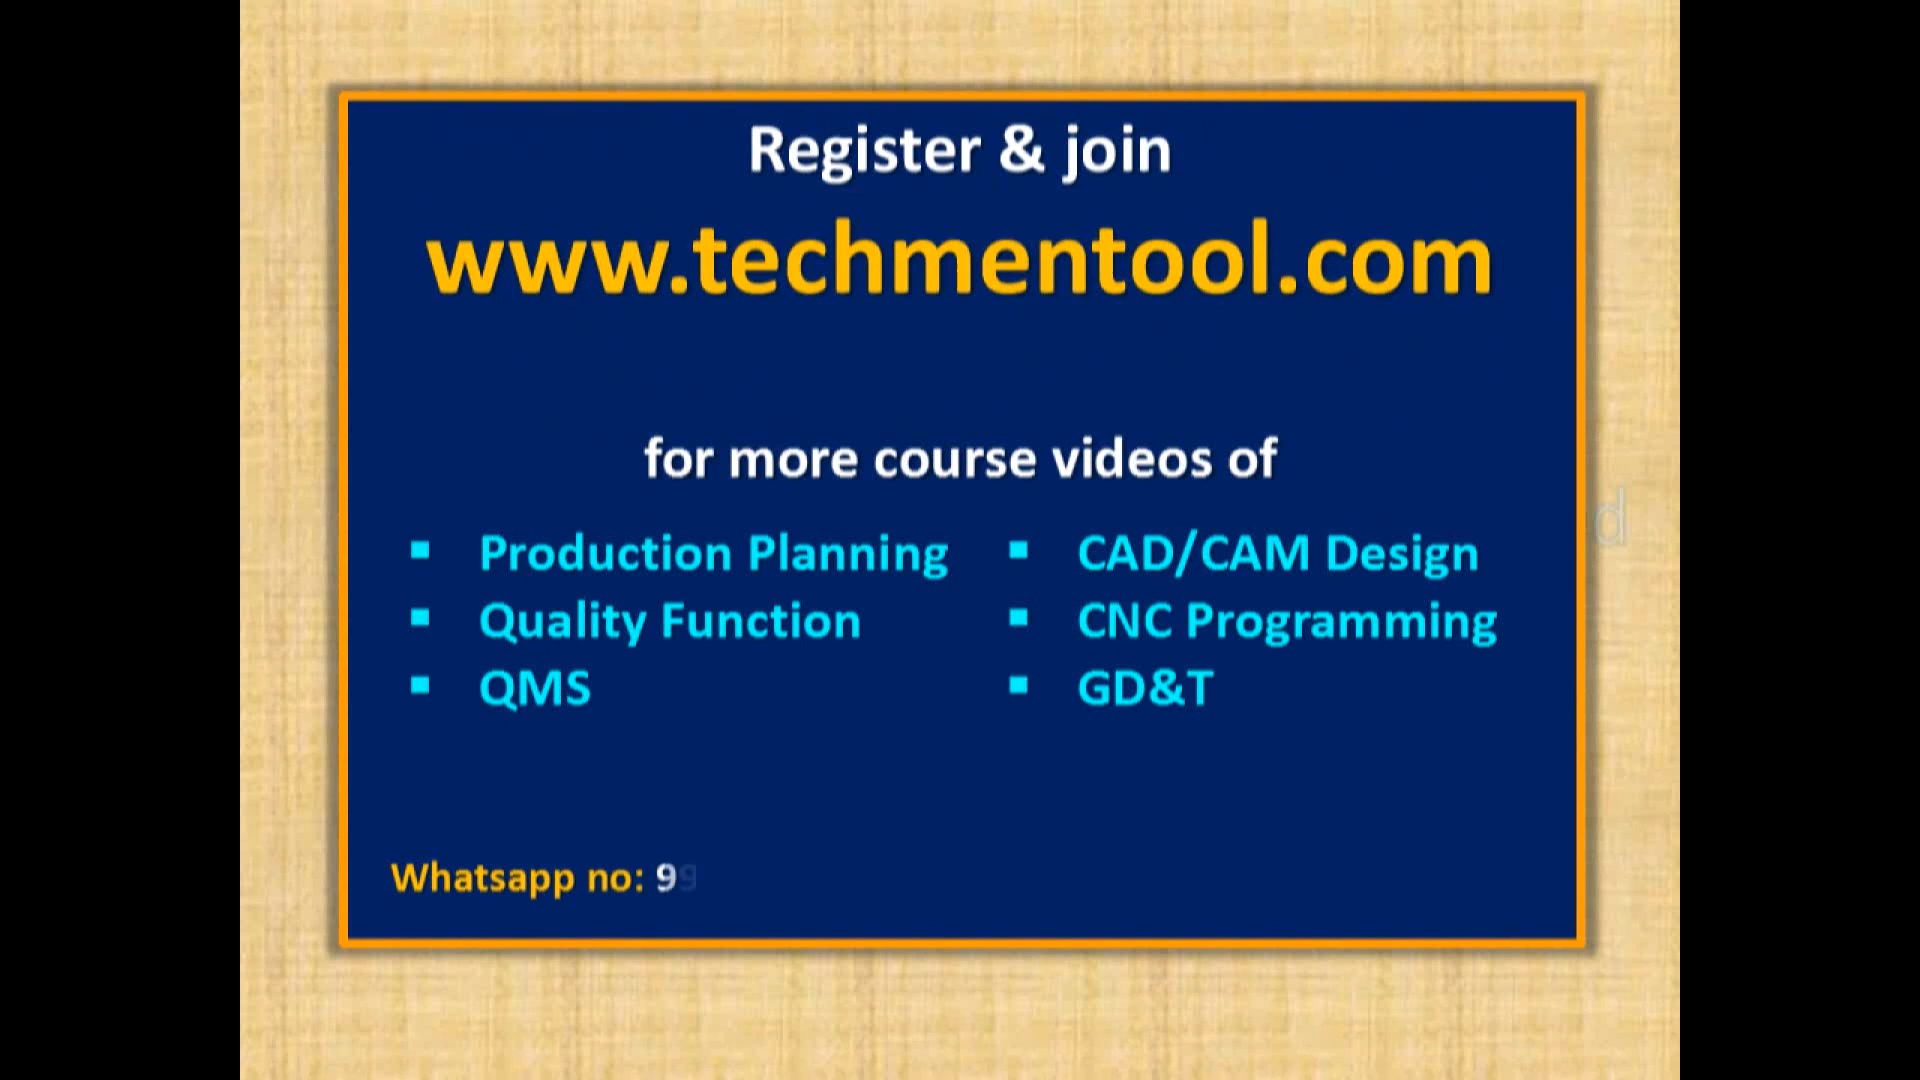 Register & join
www.techmentool.com
for more course videos of
▪ Production Planning
▪ Quality Function
▪ QMS
▪ CAD/CAM Design
▪ CNC Programming
▪ GD&T
Whatsapp no: 99
d